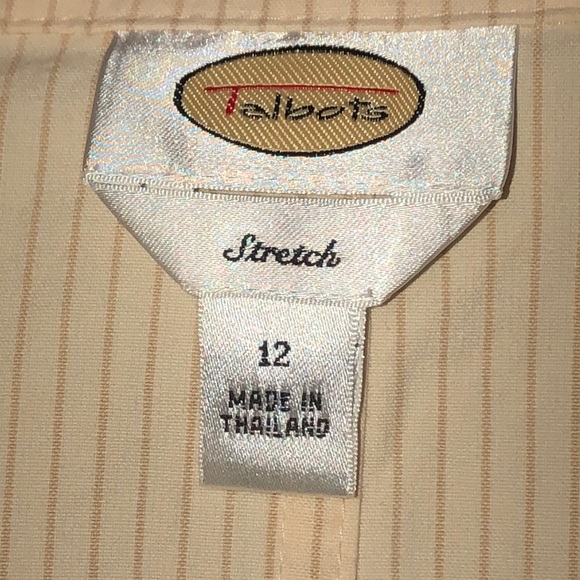 Talbots
Stretch
12
MADE IN
THAILAND